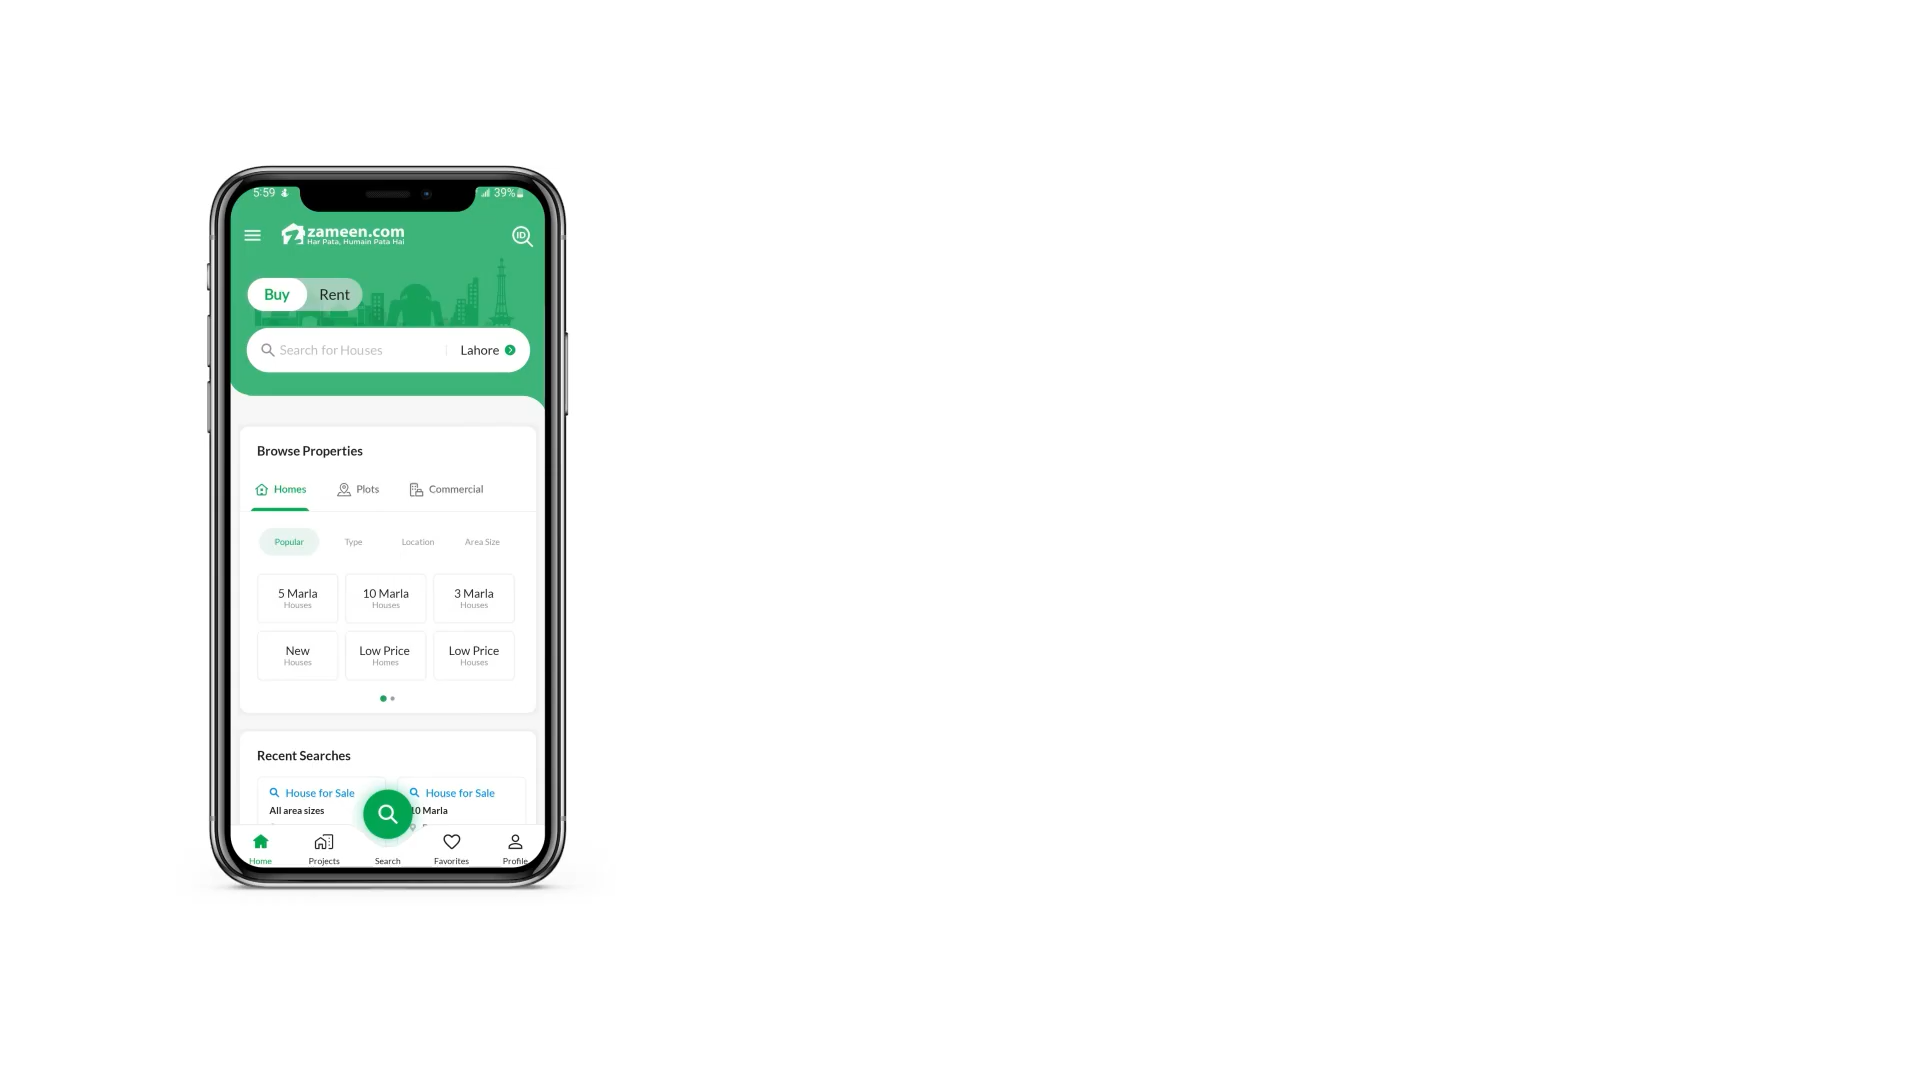 5:59
39%
zameen.com
Har Pata, Humain Pata Hai
ID
Buy Rent
Search for Houses Lahore
Browse Properties
Homes Plots Commercial
Popular Type Location Area Size
5 Marla 10 Marla 3 Marla
Houses Houses Houses
New Low Price Low Price
Houses Homes Houses
Recent Searches
House for Sale House for Sale
All area sizes 10 Marla
Home Projects Search Favorites Profile